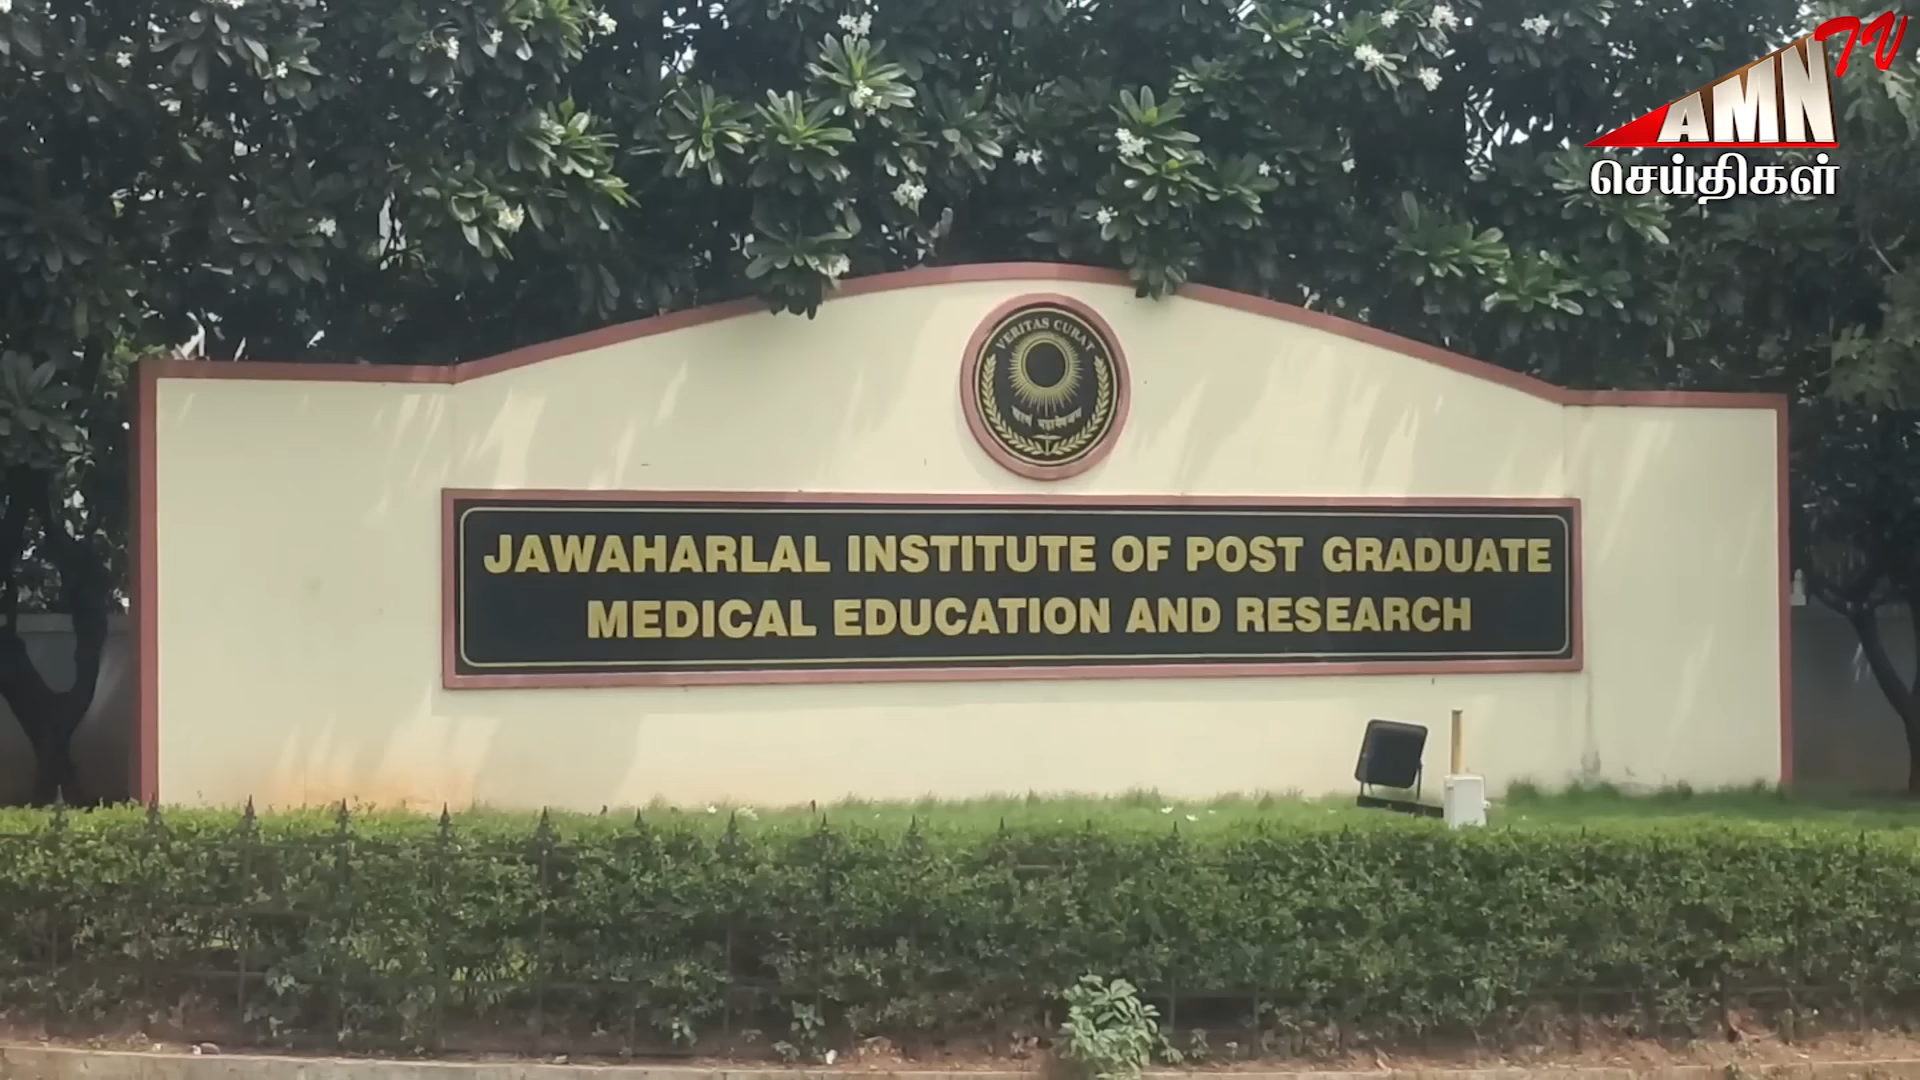 AMN TV
செய்திகள்
VERITAS CURAT
JAWAHARLAL INSTITUTE OF POST GRADUATE
MEDICAL EDUCATION AND RESEARCH